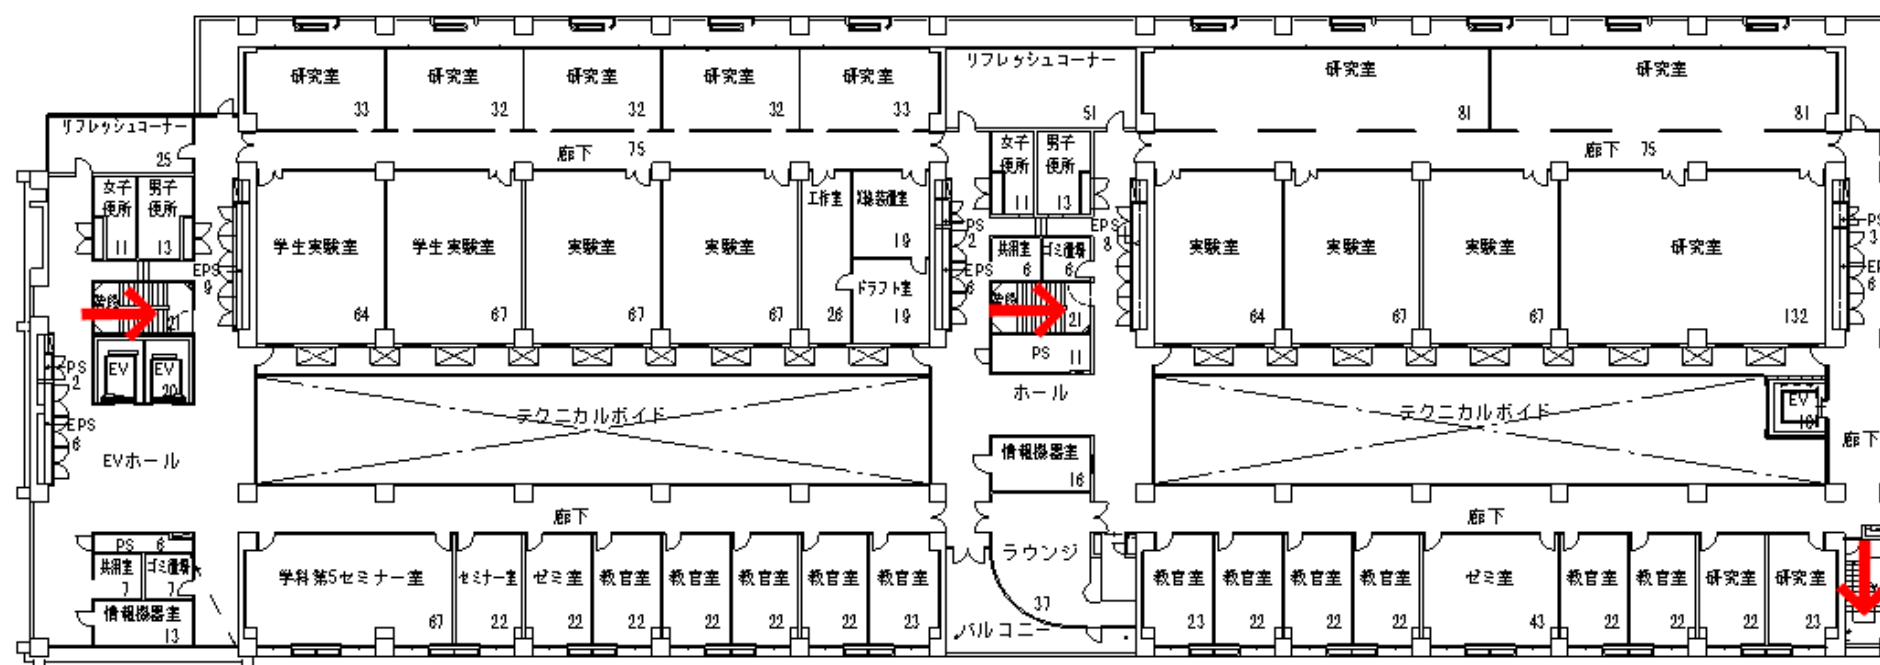 研究室
33
研究室
32
研究室
32
研究室
32
研究室
33
リフレッシュコーナー
51
研究室
81
研究室
81
リフレッシュコーナー
25
廊下 75
廊下 75
女子
便所
11
男子
便所
13
EPS
9
学生実験室
64
学生実験室
67
実験室
67
実験室
67
工作室
26
19
ドラフト室
19
PS
2
EPS
6
女子
便所
11
男子
便所
13
共用室
6
ゴミ置場
6
EPS
8
実験室
64
実験室
67
実験室
67
研究室
132
PS
3
6
階段
21
21
EV
EV
20
PS
2
EPS
6
EVホール
PS 11
ホール
テクニカルボイド
テクニカルボイド
EV
廊下
情報機器室
16
廊下
廊下
PS 6
共用室
7
ゴミ置場
7
情報機器室
13
学科第5セミナー室
67
セミナー室
22
ゼミ室
22
教官室
22
教官室
22
教官室
22
教官室
23
ラウンジ
37
バルコニー
教官室
23
教官室
22
教官室
22
教官室
22
ゼミ室
43
教官室
22
教官室
22
研究室
22
研究室
23